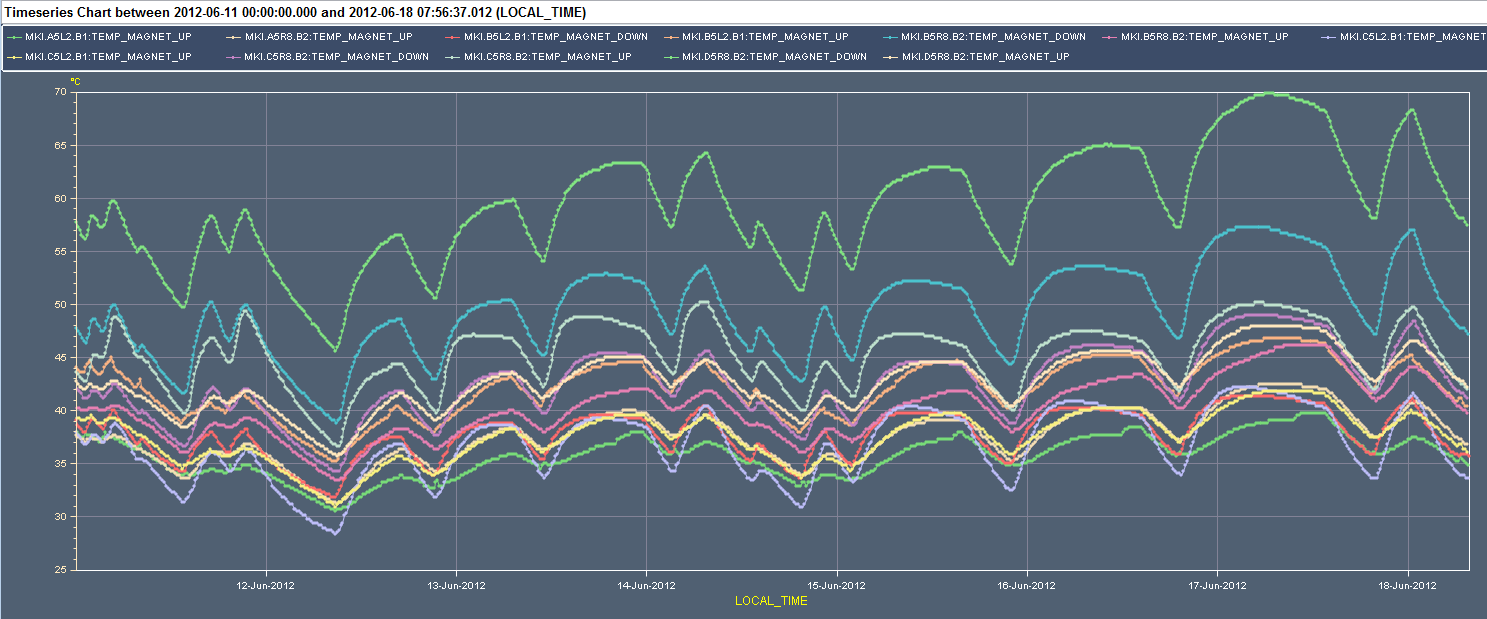 Timeseries Chart between 2012-06-11 00:00:00.000 and 2012-06-18 07:56:37.012 (LOCAL_TIME)
MKI.A5L2.B1:TEMP_MAGNET_UP MKI.A5R8.B2:TEMP_MAGNET_UP MKI.B5L2.B1:TEMP_MAGNET_DOWN MKI.B5L2.B1:TEMP_MAGNET_UP MKI.B5R8.B2:TEMP_MAGNET_DOWN MKI.B5R8.B2:TEMP_MAGNET_UP MKI.C5L2.B1:TEMP_MAGNET
MKI.C5L2.B1:TEMP_MAGNET_UP MKI.C5R8.B2:TEMP_MAGNET_DOWN MKI.C5R8.B2:TEMP_MAGNET_UP MKI.D5R8.B2:TEMP_MAGNET_DOWN MKI.D5R8.B2:TEMP_MAGNET_UP
°C
70
65
60
55
50
45
40
35
30
25
12-Jun-2012 13-Jun-2012 14-Jun-2012 15-Jun-2012 16-Jun-2012 17-Jun-2012 18-Jun-2012
LOCAL_TIME